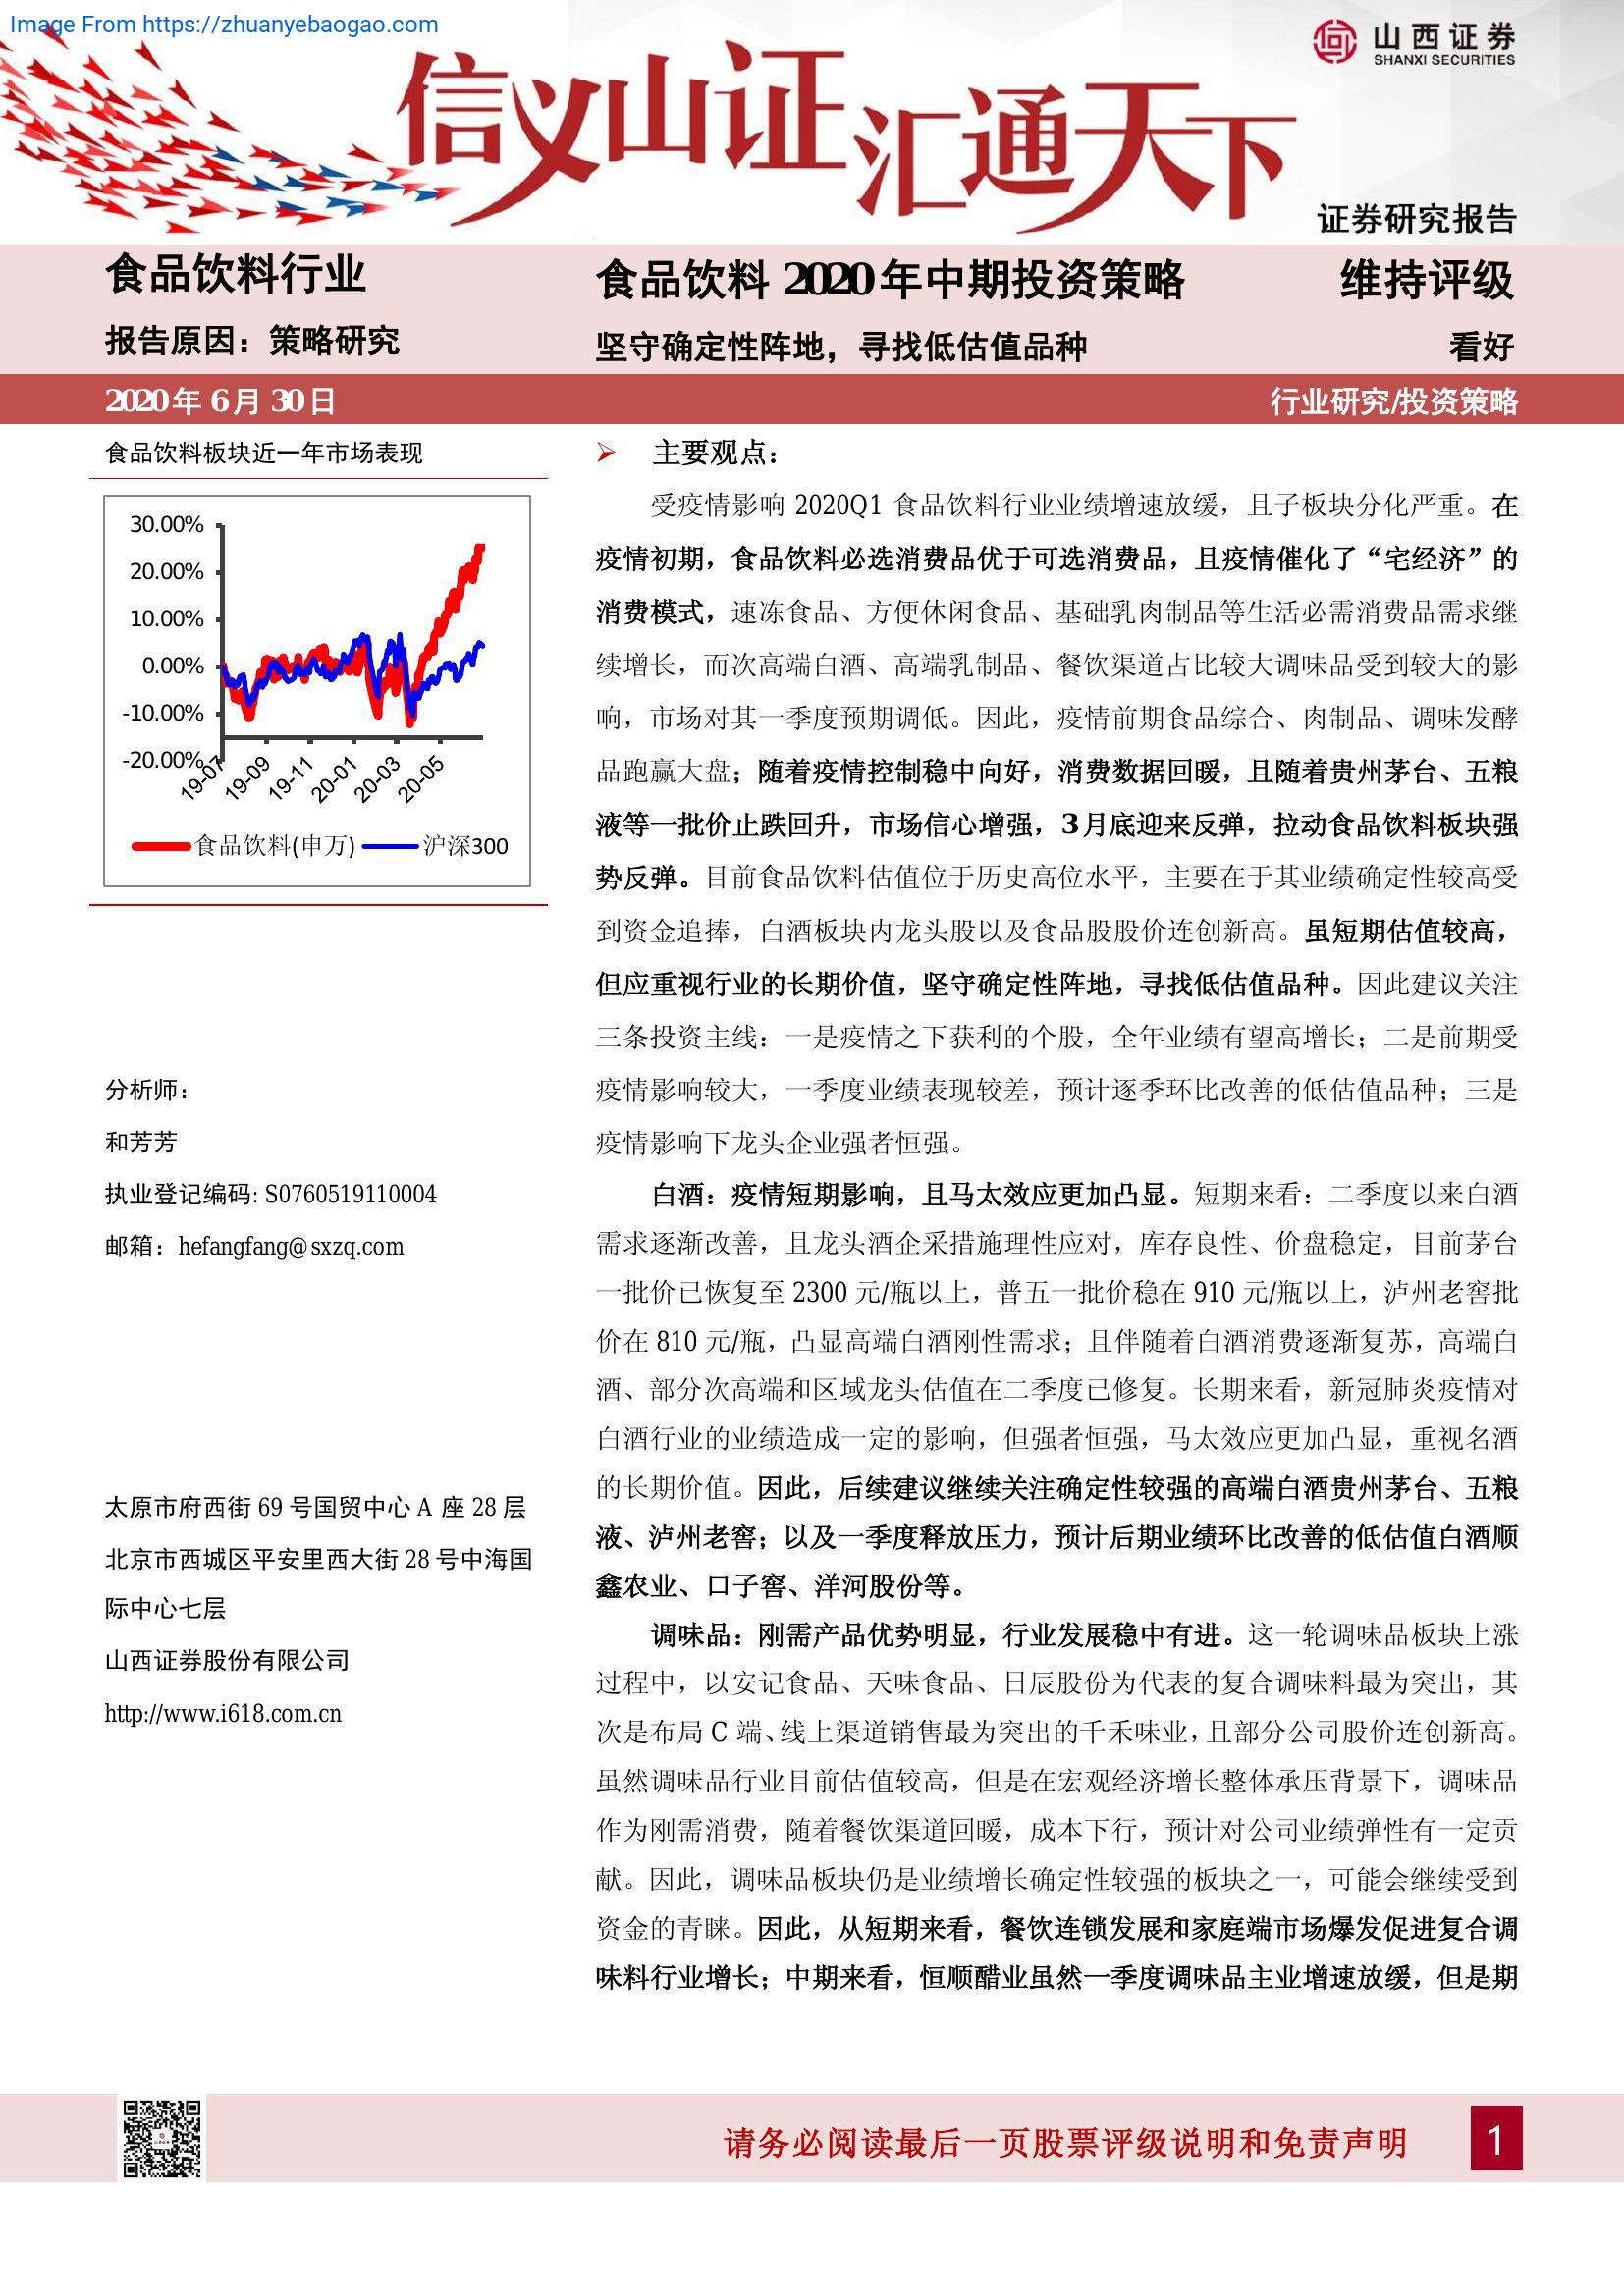 Image From https://zhuanyebaogao.com
山西证券
SHANXI SECURITIES
信义山证汇通天下
证券研究报告
食品饮料行业
报告原因：策略研究
食品饮料 2020 年中期投资策略
维持评级
坚守确定性阵地，寻找低估值品种
看好
2020 年 6 月 30 日
行业研究/投资策略
食品饮料板块近一年市场表现
30.00%
20.00%
10.00%
0.00%
-10.00%
-20.00%
19-07
19-09
19-11
20-01
20-03
20-05
食品饮料(申万)
沪深300
分析师：
和芳芳
执业登记编码: S0760519110004
邮箱：hefangfang@sxzq.com
太原市府西街 69 号国贸中心 A 座 28 层
北京市西城区平安里西大街 28 号中海国
际中心七层
山西证券股份有限公司
http://www.i618.com.cn
主要观点：
受疫情影响 2020Q1 食品饮料行业业绩增速放缓，且子板块分化严重。在
疫情初期，食品饮料必选消费品优于可选消费品，且疫情催化了“宅经济”的
消费模式，速冻食品、方便休闲食品、基础乳肉制品等生活必需消费品需求继
续增长，而次高端白酒、高端乳制品、餐饮渠道占比较大调味品受到较大的影
响，市场对其一季度预期调低。因此，疫情前期食品综合、肉制品、调味发酵
品跑赢大盘；随着疫情控制稳中向好，消费数据回暖，且随着贵州茅台、五粮
液等一批价止跌回升，市场信心增强，3 月底迎来反弹，拉动食品饮料板块强
势反弹。目前食品饮料估值位于历史高位水平，主要在于其业绩确定性较高受
到资金追捧，白酒板块内龙头股以及食品股股价连创新高。虽短期估值较高，
但应重视行业的长期价值，坚守确定性阵地，寻找低估值品种。因此建议关注
三条投资主线：一是疫情之下获利的个股，全年业绩有望高增长；二是前期受
疫情影响较大，一季度业绩表现较差，预计逐季环比改善的低估值品种；三是
疫情影响下龙头企业强者恒强。
白酒：疫情短期影响，且马太效应更加凸显。短期来看：二季度以来白酒
需求逐渐改善，且龙头酒企采措施理性应对，库存良性、价盘稳定，目前茅台
一批价已恢复至 2300 元/瓶以上，普五一批价稳在 910 元/瓶以上，泸州老窖批
价在 810 元/瓶，凸显高端白酒刚性需求；且伴随着白酒消费逐渐复苏，高端白
酒、部分次高端和区域龙头估值在二季度已修复。长期来看，新冠肺炎疫情对
白酒行业的业绩造成一定的影响，但强者恒强，马太效应更加凸显，重视名酒
的长期价值。因此，后续建议继续关注确定性较强的高端白酒贵州茅台、五粮
液、泸州老窖；以及一季度释放压力，预计后期业绩环比改善的低估值白酒顺
鑫农业、口子窖、洋河股份等。
调味品：刚需产品优势明显，行业发展稳中有进。这一轮调味品板块上涨
过程中，以安记食品、天味食品、日辰股份为代表的复合调味料最为突出，其
次是布局 C 端、线上渠道销售最为突出的千禾味业，且部分公司股价连创新高。
虽然调味品行业目前估值较高，但是在宏观经济增长整体承压背景下，调味品
作为刚需消费，随着餐饮渠道回暖，成本下行，预计对公司业绩弹性有一定贡
献。因此，调味品板块仍是业绩增长确定性较强的板块之一，可能会继续受到
资金的青睐。因此，从短期来看，餐饮连锁发展和家庭端市场爆发促进复合调
味料行业增长；中期来看，恒顺醋业虽然一季度调味品主业增速放缓，但是期
请务必阅读最后一页股票评级说明和免责声明
1